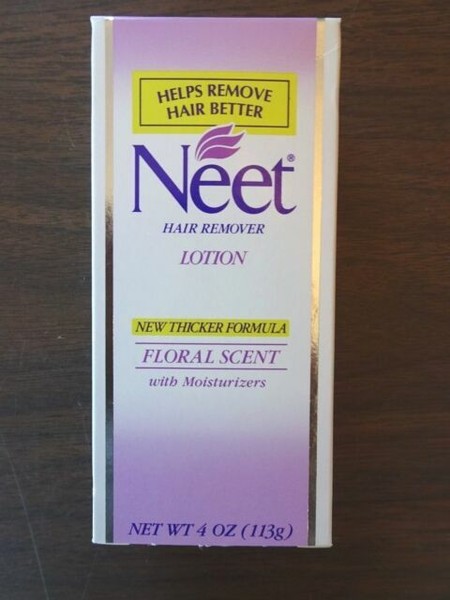 HELPS REMOVE
HAIR BETTER
Neet®
HAIR REMOVER
LOTION
NEW THICKER FORMULA
FLORAL SCENT
with Moisturizers
NET WT 4 OZ (113g)